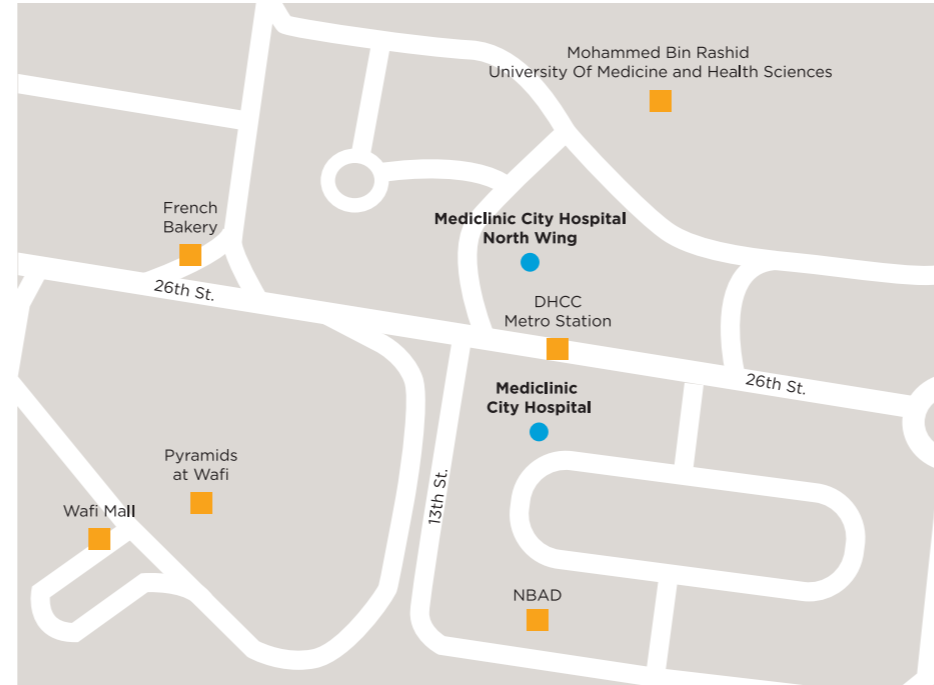 Mohammed Bin Rashid
University Of Medicine and Health Sciences
French
Bakery
Mediclinic City Hospital
North Wing
26th St.
DHCC
Metro Station
26th St.
Mediclinic
City Hospital
Pyramids
at Wafi
13th St.
Wafi Mall
NBAD